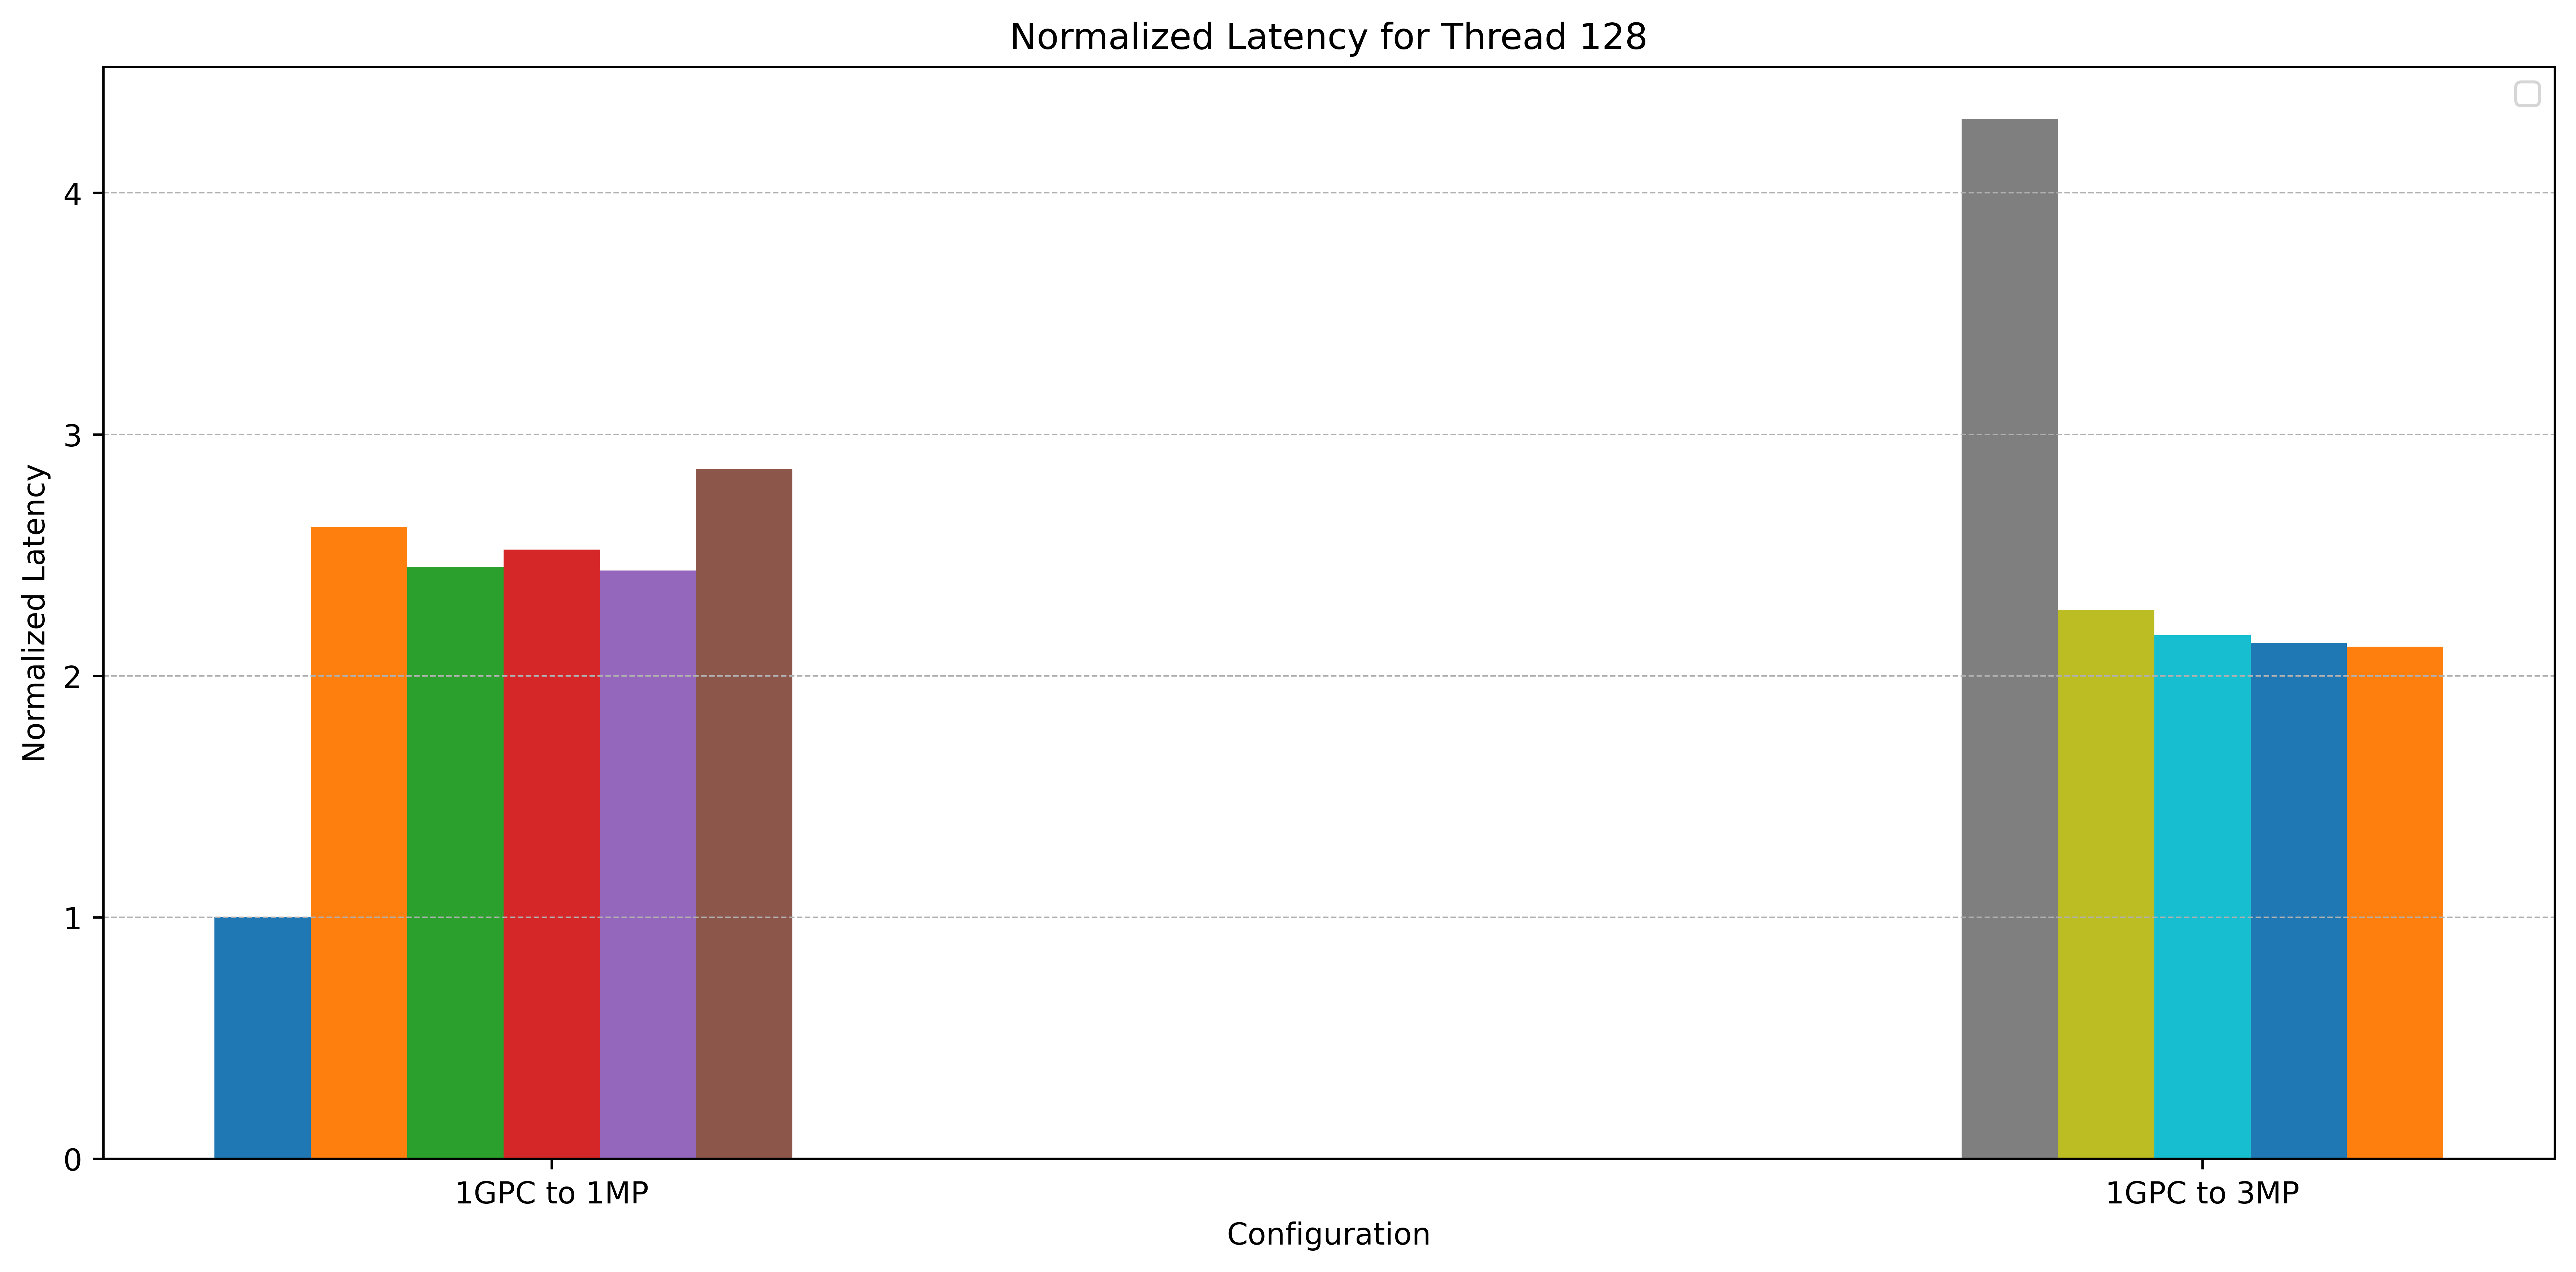 Normalized Latency for Thread 128
Normalized Latency
4
3
2
1
0
1GPC to 1MP
1GPC to 3MP
Configuration